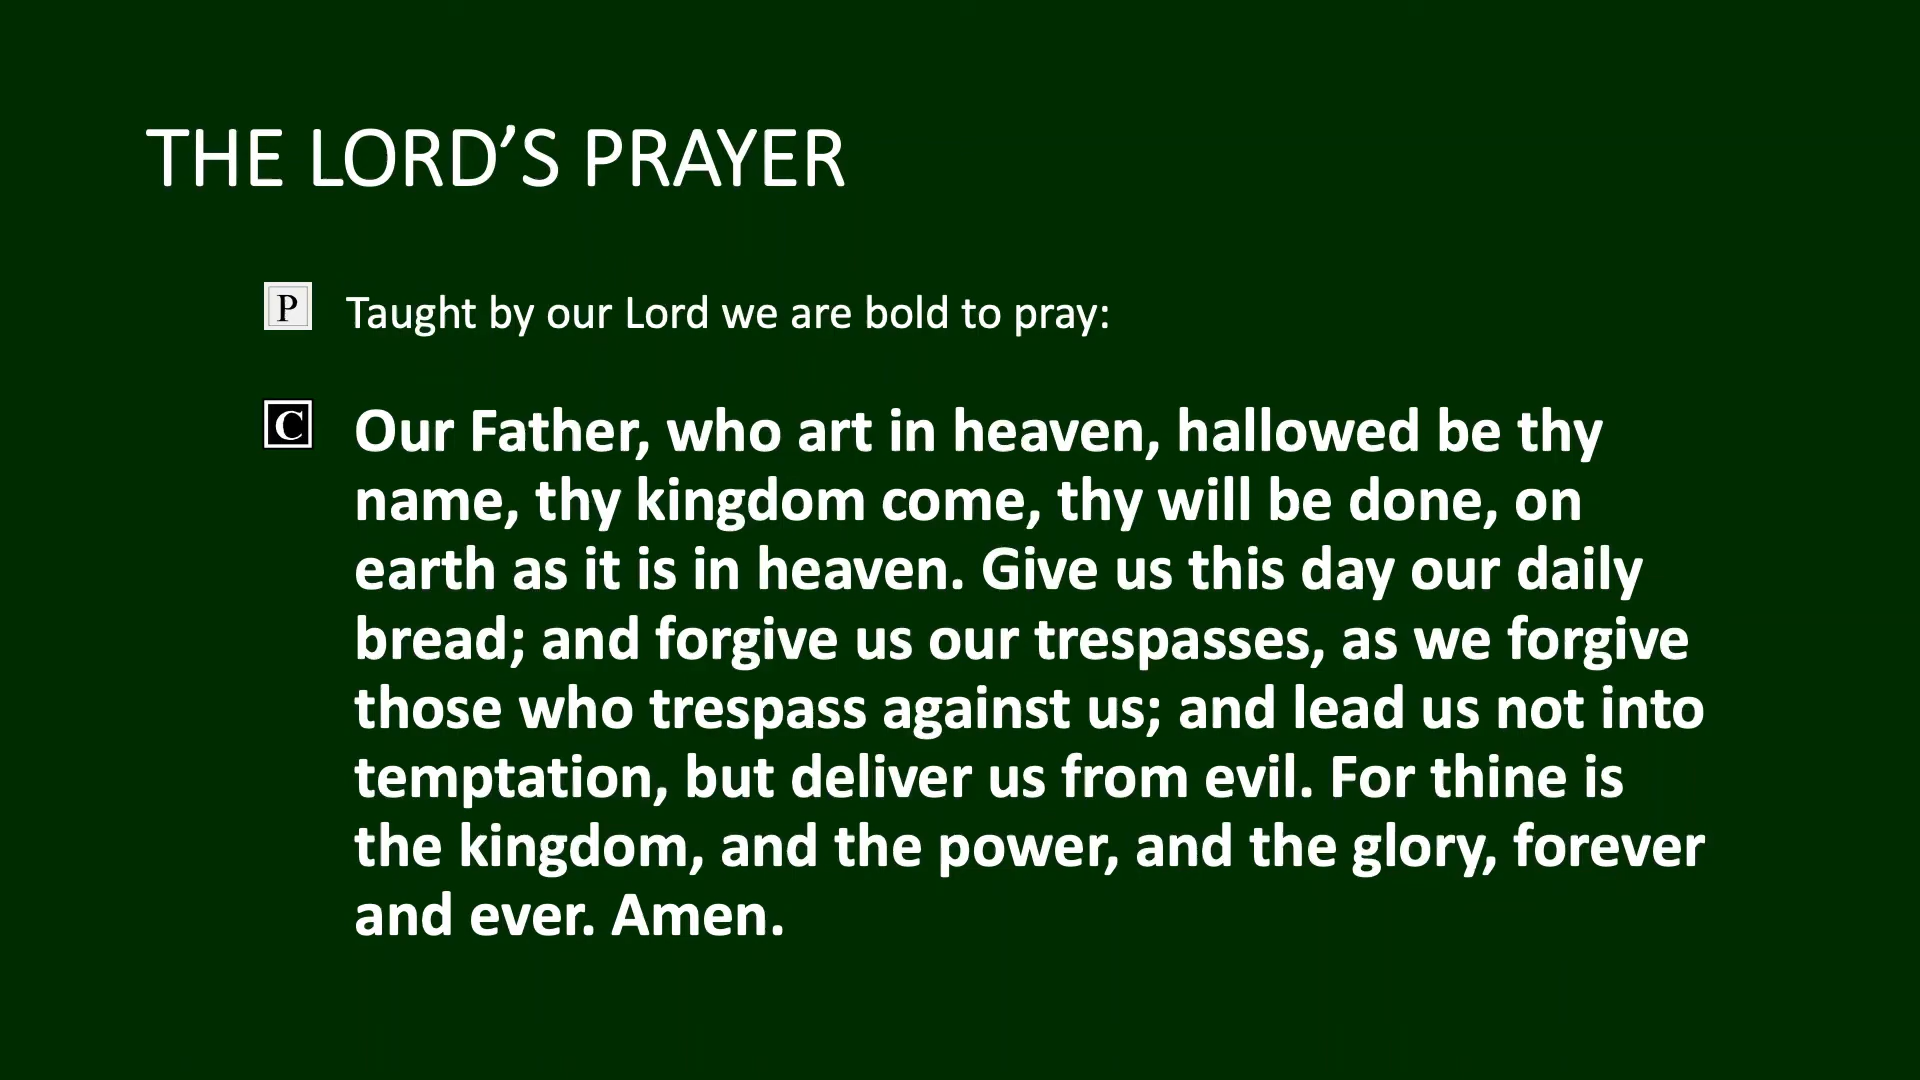 THE LORD’S PRAYER
P Taught by our Lord we are bold to pray:
C Our Father, who art in heaven, hallowed be thy
name, thy kingdom come, thy will be done, on
earth as it is in heaven. Give us this day our daily
bread; and forgive us our trespasses, as we forgive
those who trespass against us; and lead us not into
temptation, but deliver us from evil. For thine is
the kingdom, and the power, and the glory, forever
and ever. Amen.